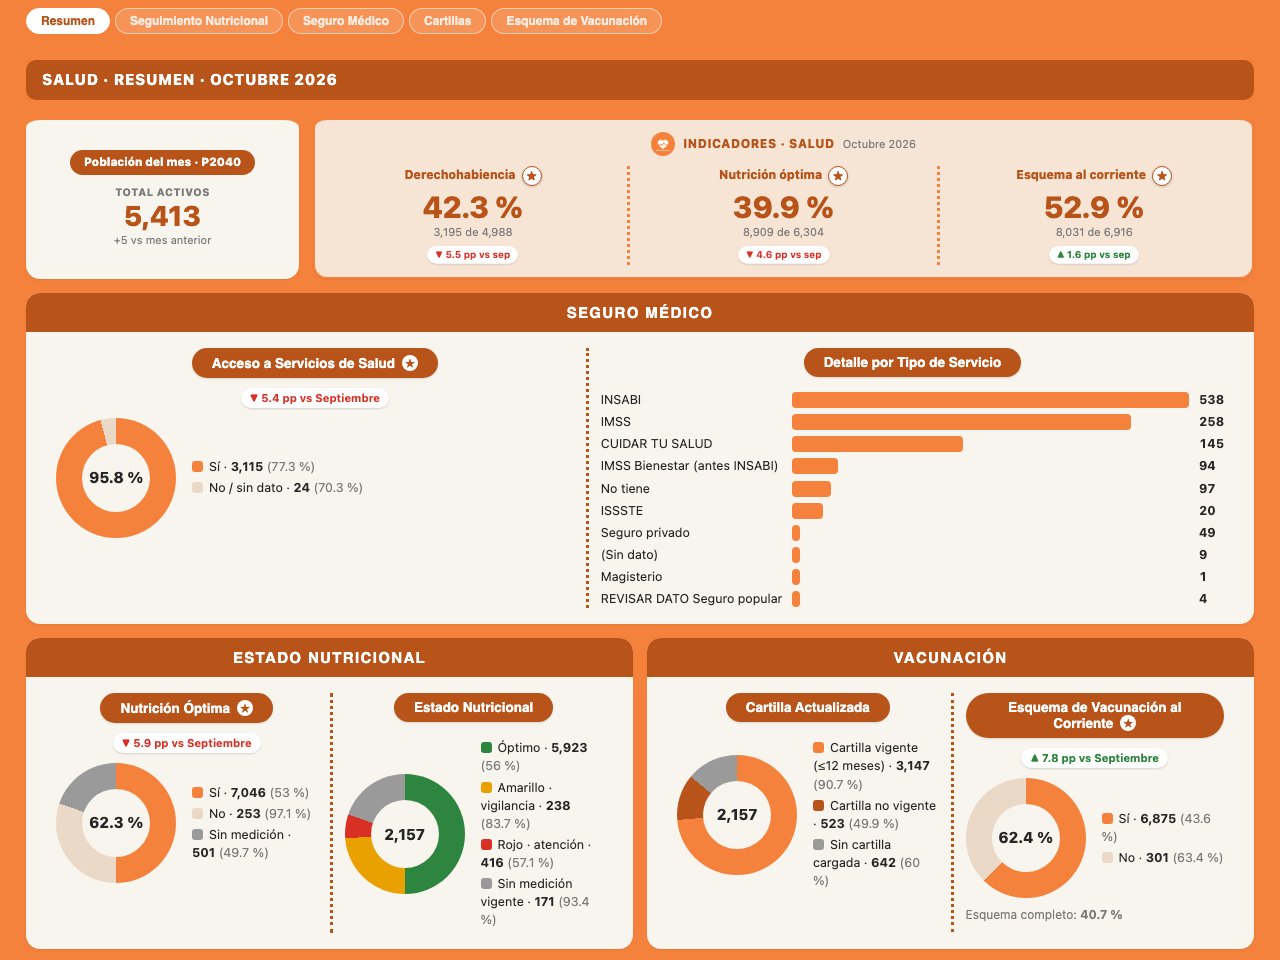 Resumen
Seguimiento Nutricional
Seguro Médico
Cartillas
Esquema de Vacunación
SALUD · RESUMEN · OCTUBRE 2026
Población del mes · P2040
TOTAL ACTIVOS
5,413
+5 vs mes anterior
INDICADORES · SALUD Octubre 2026
Derechohabiencia
42.3 %
3,195 de 4,988
▼ 5.5 pp vs sep
Nutrición óptima
39.9 %
8,909 de 6,304
▼ 4.6 pp vs sep
Esquema al corriente
52.9 %
8,031 de 6,916
▲ 1.6 pp vs sep
SEGURO MÉDICO
Acceso a Servicios de Salud
▼ 5.4 pp vs Septiembre
95.8 %
Sí · 3,115 (77.3 %)
No / sin dato · 24 (70.3 %)
Detalle por Tipo de Servicio
INSABI 538
IMSS 258
CUIDAR TU SALUD 145
IMSS Bienestar (antes INSABI) 94
No tiene 97
ISSSTE 20
Seguro privado 49
(Sin dato) 9
Magisterio 1
REVISAR DATO Seguro popular 4
ESTADO NUTRICIONAL
Nutrición Óptima
▼ 5.9 pp vs Septiembre
62.3 %
Sí · 7,046 (53 %)
No · 253 (97.1 %)
Sin medición ·
501 (49.7 %)
Estado Nutricional
2,157
Óptimo · 5,923
(56 %)
Amarillo ·
vigilancia · 238
(83.7 %)
Rojo · atención ·
416 (57.1 %)
Sin medición
vigente · 171 (93.4
%)
VACUNACIÓN
Cartilla Actualizada
2,157
Cartilla vigente
(≤12 meses) · 3,147
(90.7 %)
Cartilla no vigente
· 523 (49.9 %)
Sin cartilla
cargada · 642 (60
%)
Esquema de Vacunación al
Corriente
▲ 7.8 pp vs Septiembre
62.4 %
Sí · 6,875 (43.6
%)
No · 301 (63.4 %)
Esquema completo: 40.7 %